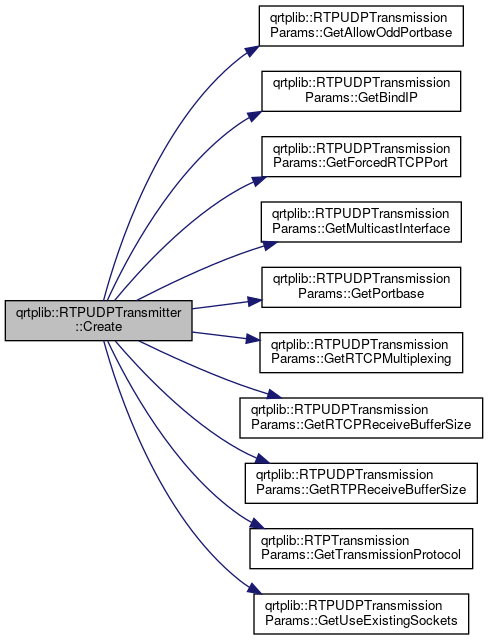 qrtplib::RTPUDPTransmission
Params::GetAllowOddPortbase
qrtplib::RTPUDPTransmission
Params::GetBindIP
qrtplib::RTPUDPTransmission
Params::GetForcedRTCPPort
qrtplib::RTPUDPTransmission
Params::GetMulticastInterface
qrtplib::RTPUDPTransmitter
::Create
qrtplib::RTPUDPTransmission
Params::GetPortbase
qrtplib::RTPUDPTransmission
Params::GetRTCPMultiplexing
qrtplib::RTPUDPTransmission
Params::GetRTCPReceiveBufferSize
qrtplib::RTPUDPTransmission
Params::GetRTPReceiveBufferSize
qrtplib::RTPTransmission
Params::GetTransmissionProtocol
qrtplib::RTPUDPTransmission
Params::GetUseExistingSockets